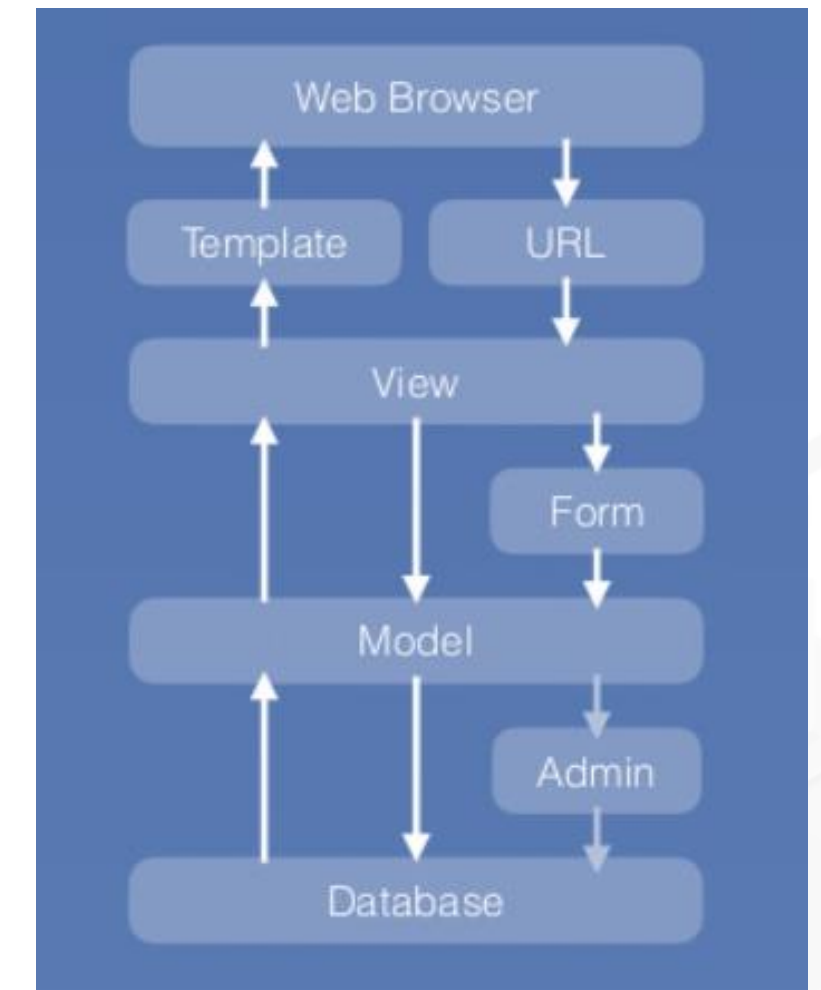 Web Browser
Template
URL
View
Form
Model
Admin
Database